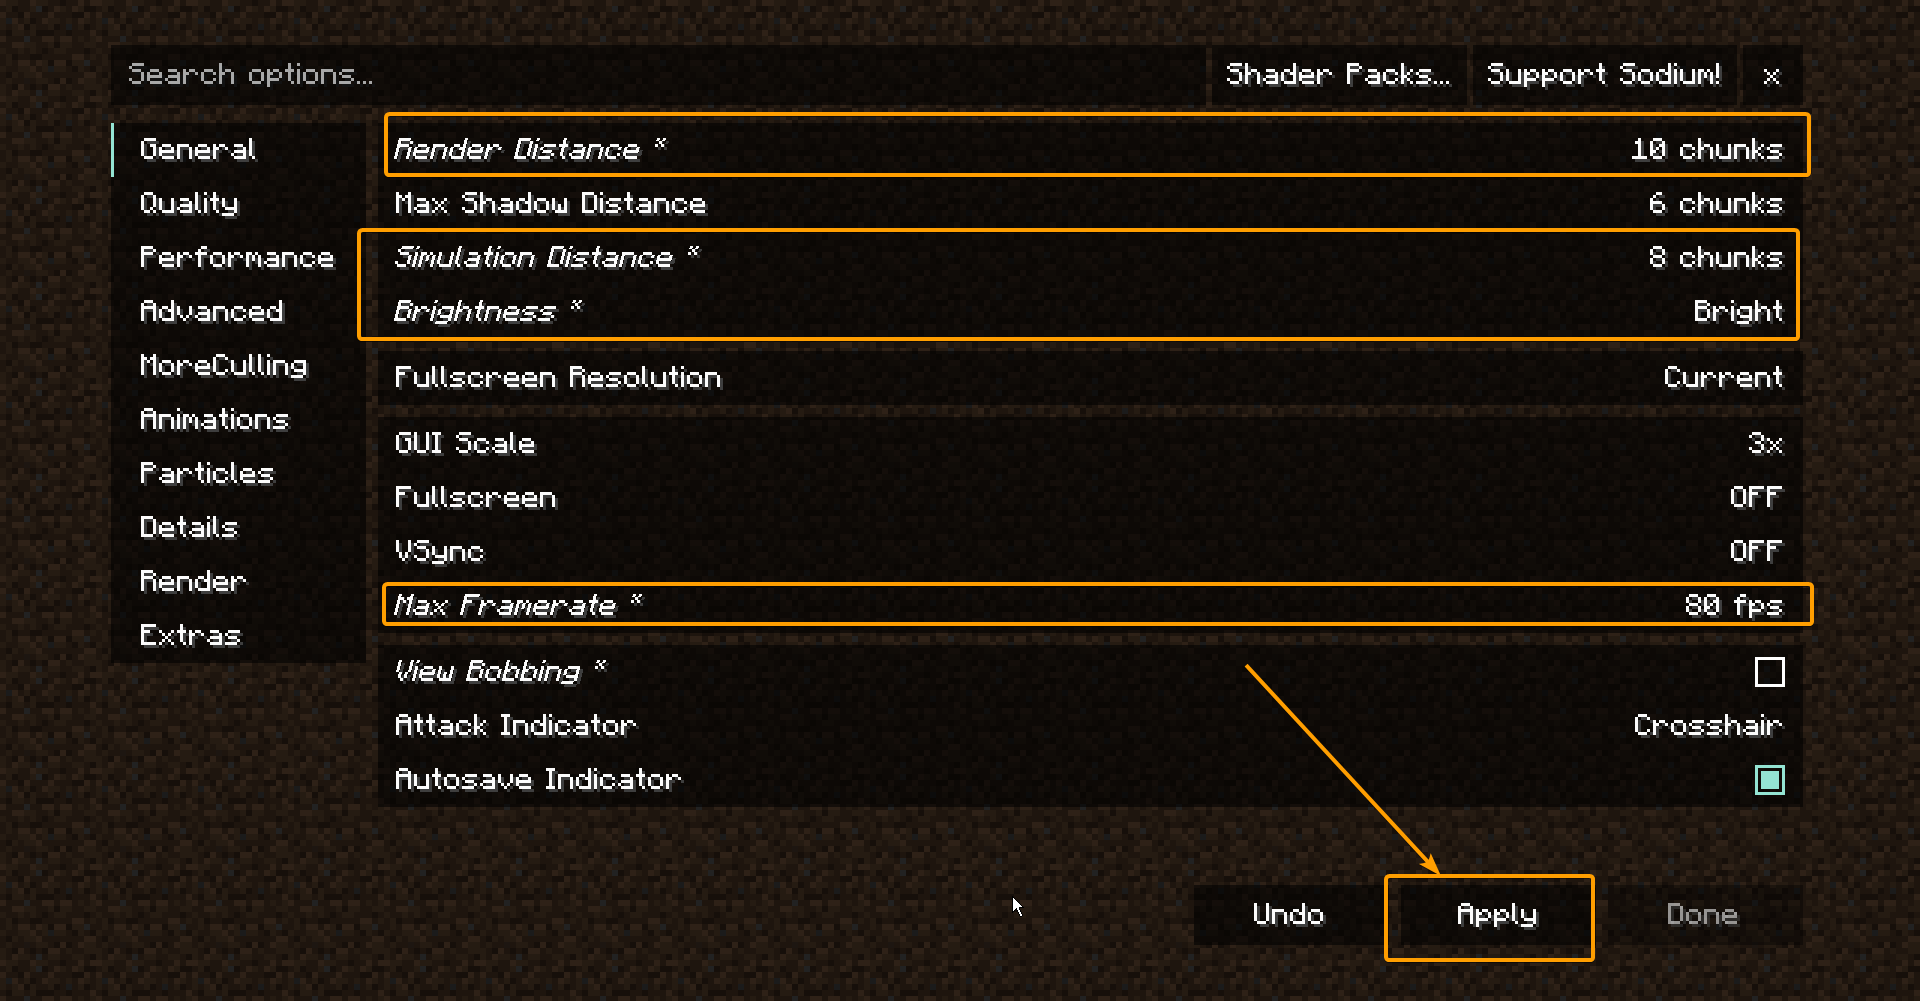 Search options...
Shader Packs...
Support Sodium!
x
General
Quality
Performance
Advanced
MoreCulling
Animations
Particles
Details
Render
Extras
Render Distance * 10 chunks
Max Shadow Distance 6 chunks
Simulation Distance * 8 chunks
Brightness * Bright
Fullscreen Resolution Current
GUI Scale 3x
Fullscreen OFF
VSync OFF
Max Framerate * 80 fps
View Bobbing *
Attack Indicator Crosshair
Autosave Indicator
Undo
Apply
Done